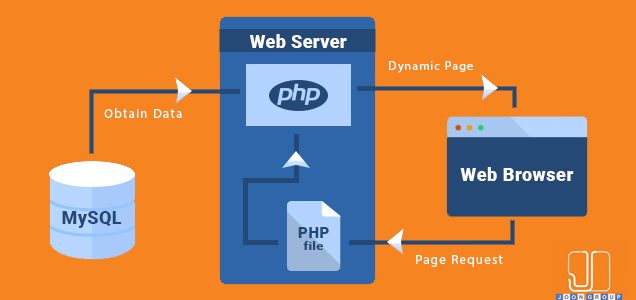 Web Server
php
Dynamic Page
Obtain Data
Web Browser
MySQL
PHP
file
Page Request
JOON GROUP